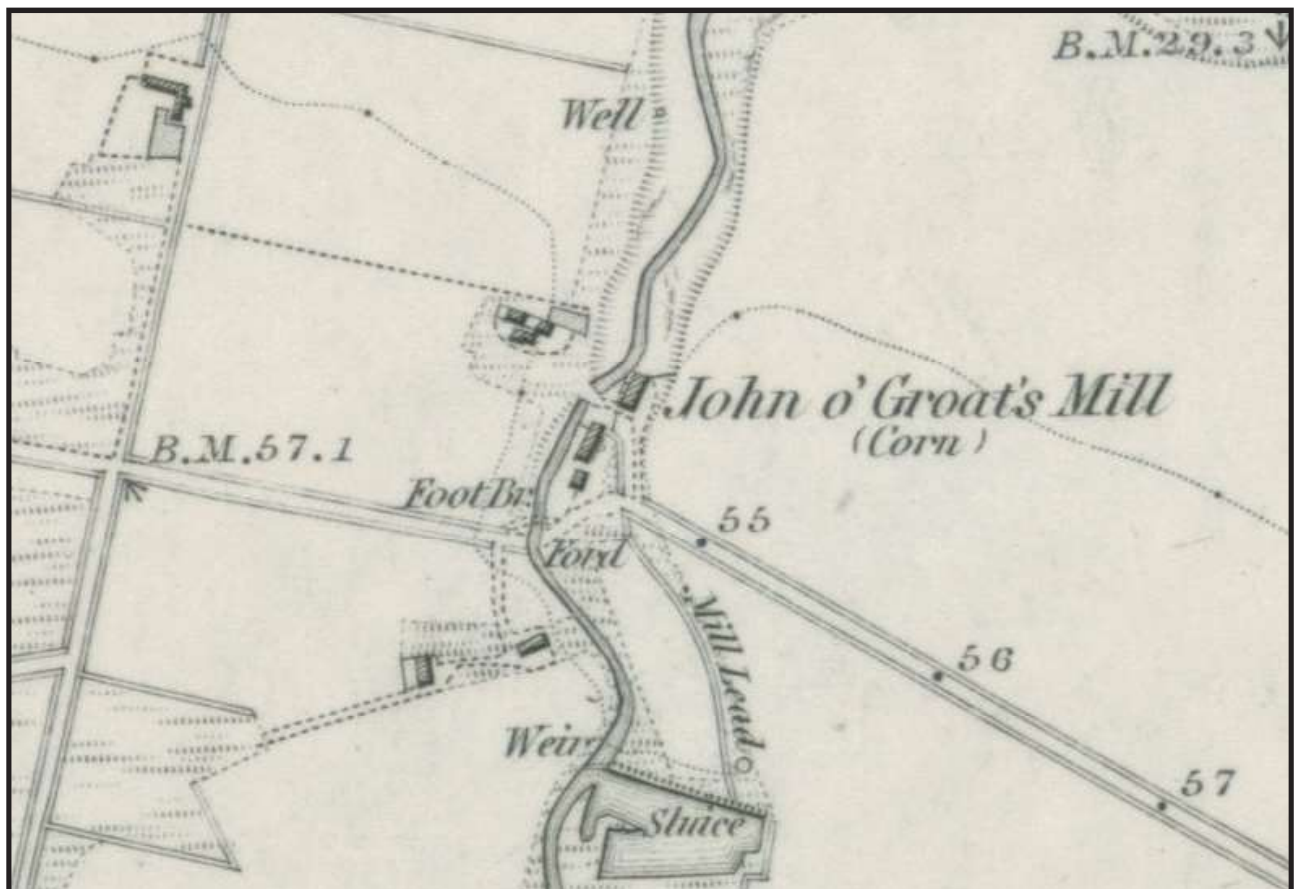 B.M.29.3
Well
John o' Groat's Mill
(Corn)
B.M.57.1
Foot Br.
55
Ford
Mill Lead
56
Weir
57
Sluice